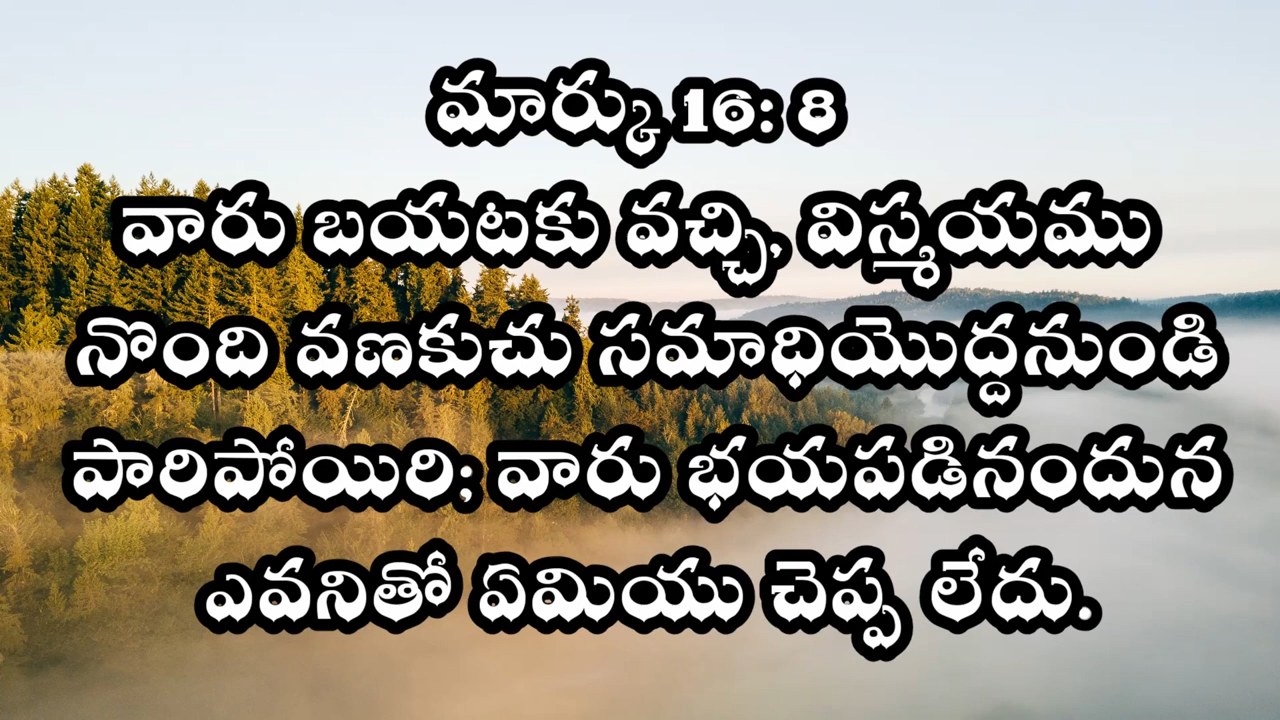 మార్కు 16: 8
వారు బయటకు వచ్చి, విస్మయము
నొంది వణకుచు సమాధియొద్దనుండి
పారిపోయిరి; వారు భయపడినందున
ఎవనితో ఏమియు చెప్ప లేదు.